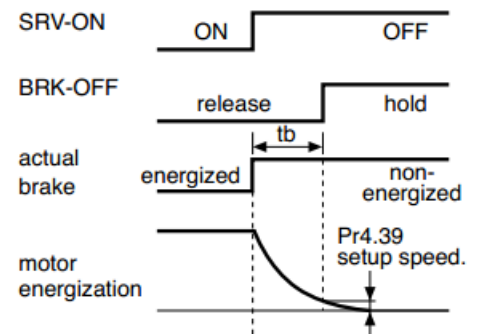 SRV-ON
ON
OFF
BRK-OFF
release
hold
tb
actual
brake
energized
non-
energized
Pr4.39
setup speed.
motor
energization